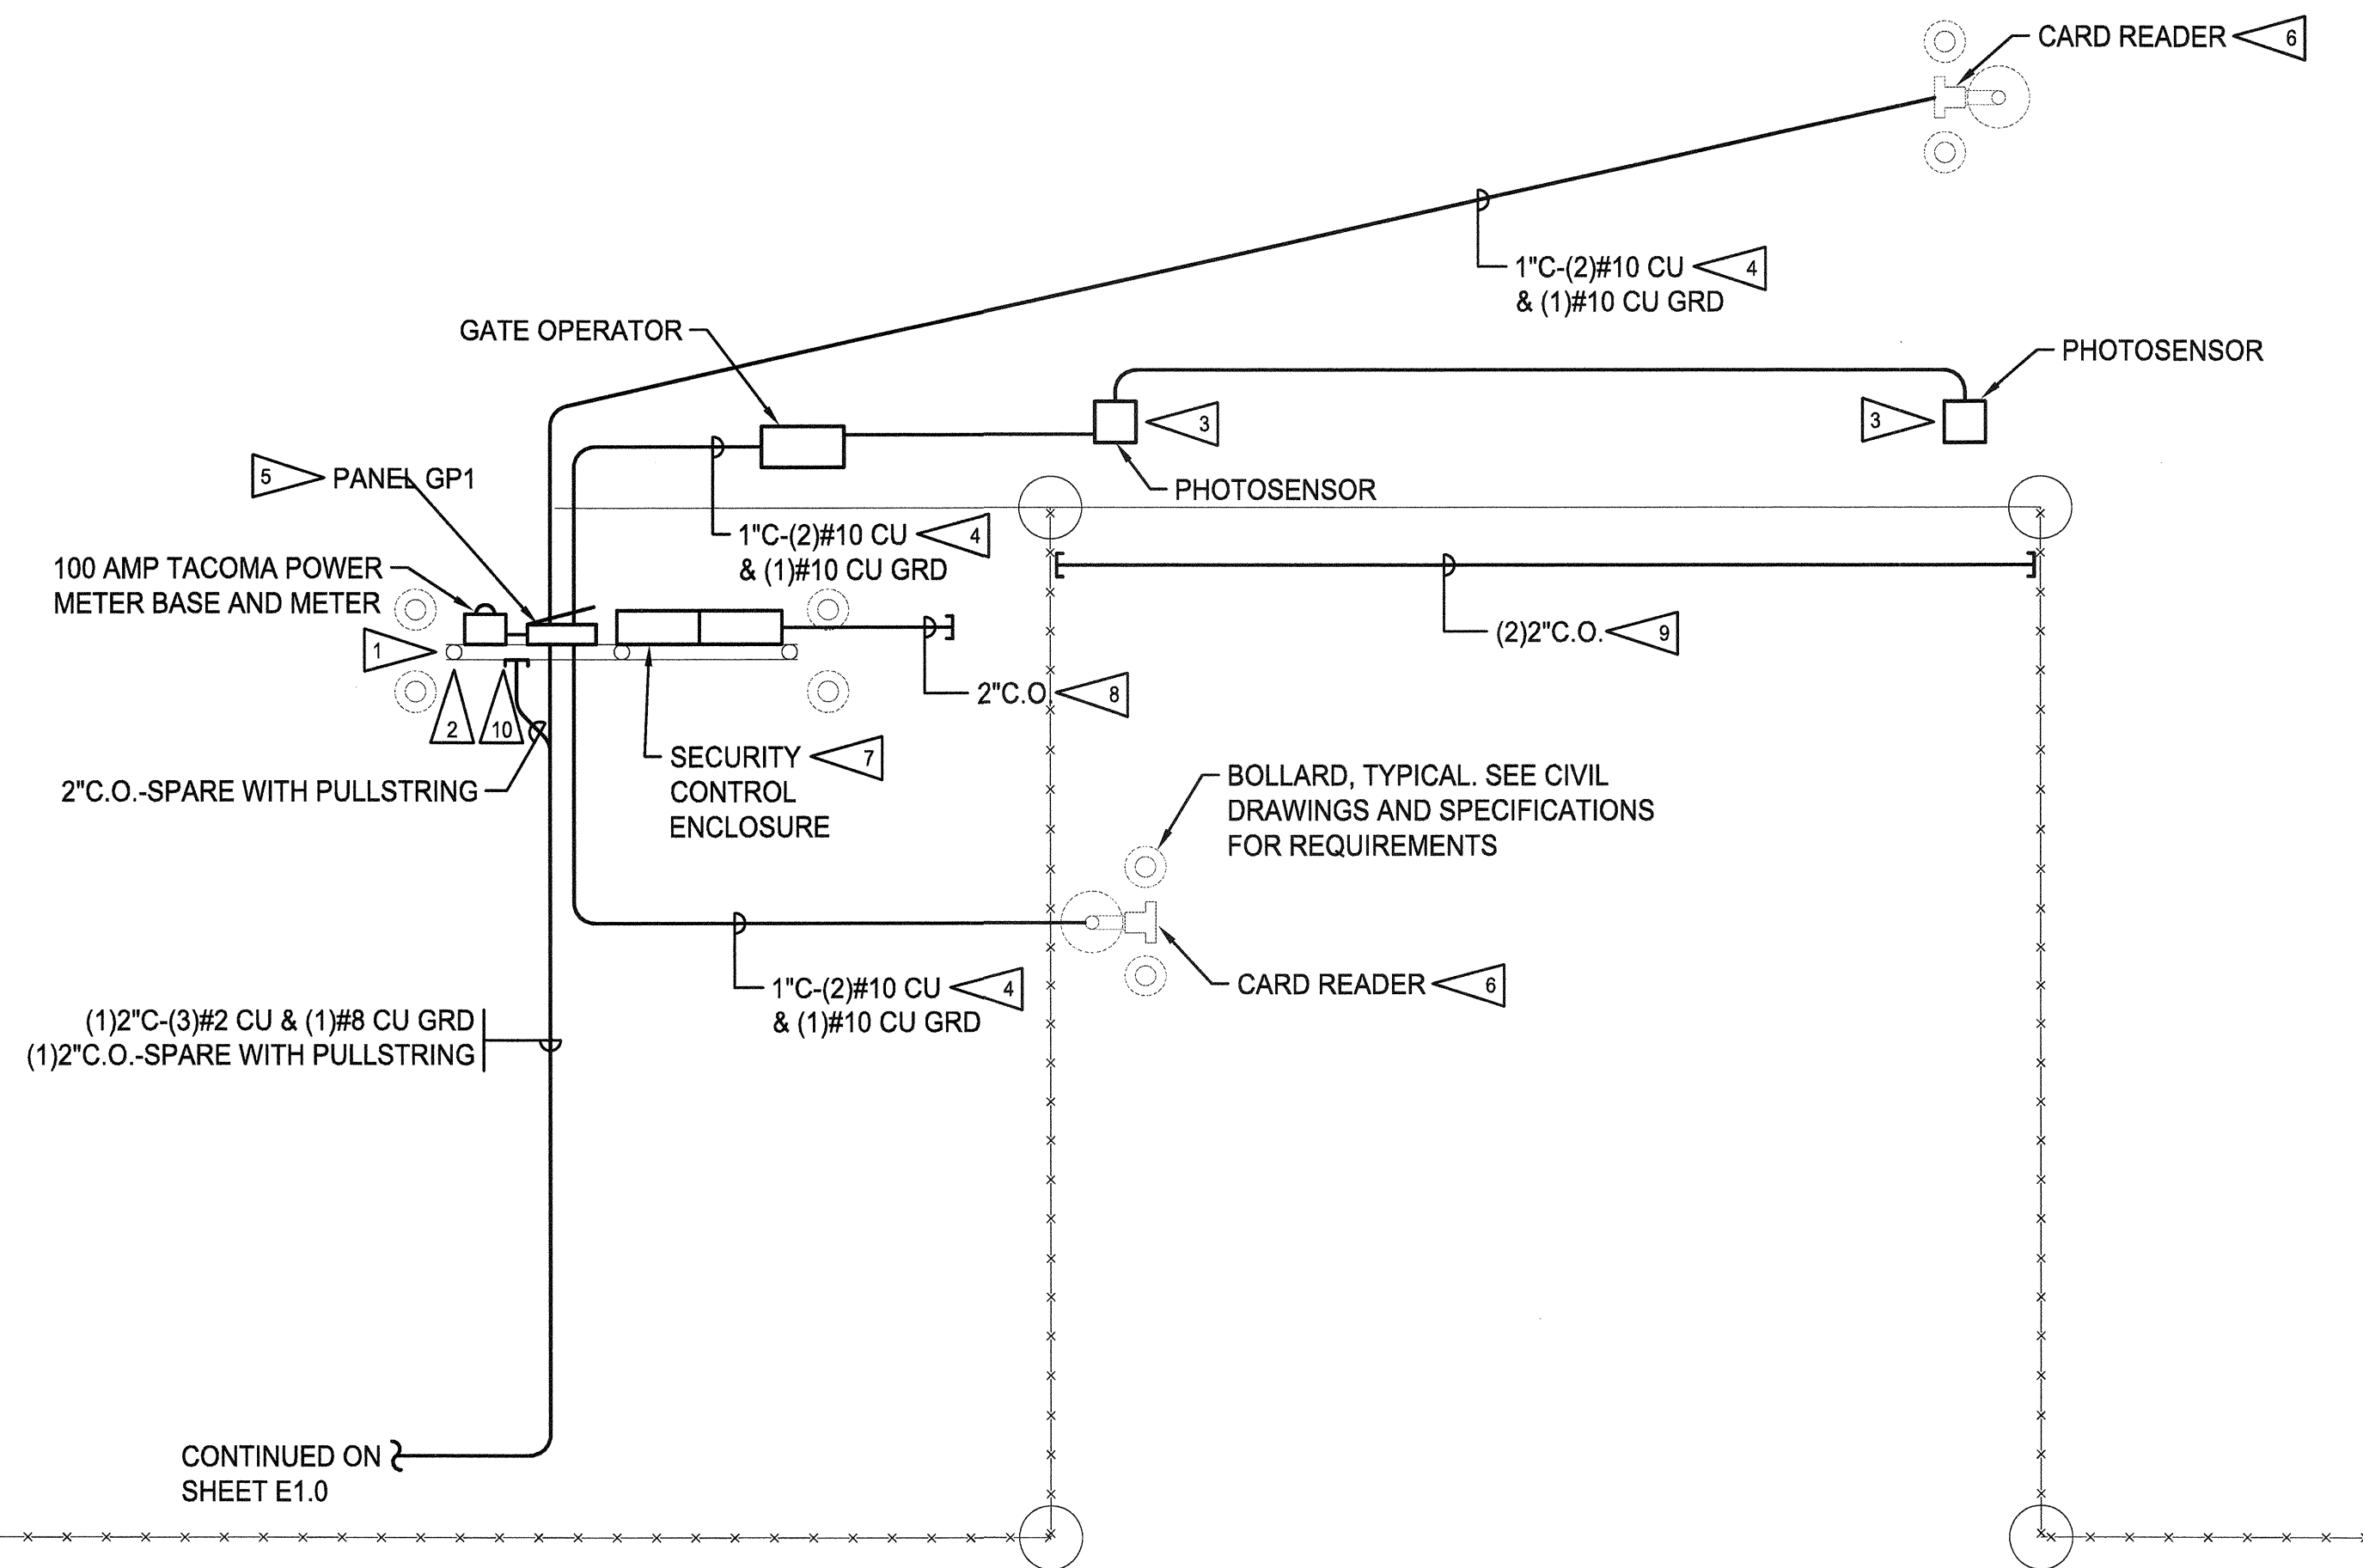 CARD READER 6
1"C-(2)#10 CU 4
& (1)#10 CU GRD
GATE OPERATOR
PHOTOSENSOR
3
3
5 PANEL GP1
PHOTOSENSOR
1"C-(2)#10 CU 4
& (1)#10 CU GRD
100 AMP TACOMA POWER
METER BASE AND METER
(2)2"C.O. 9
1
2"C.O. 8
2
10
SECURITY 7
CONTROL
ENCLOSURE
2"C.O.-SPARE WITH PULLSTRING
BOLLARD, TYPICAL. SEE CIVIL
DRAWINGS AND SPECIFICATIONS
FOR REQUIREMENTS
CARD READER 6
1"C-(2)#10 CU 4
& (1)#10 CU GRD
(1)2"C-(3)#2 CU & (1)#8 CU GRD
(1)2"C.O.-SPARE WITH PULLSTRING
CONTINUED ON
SHEET E1.0